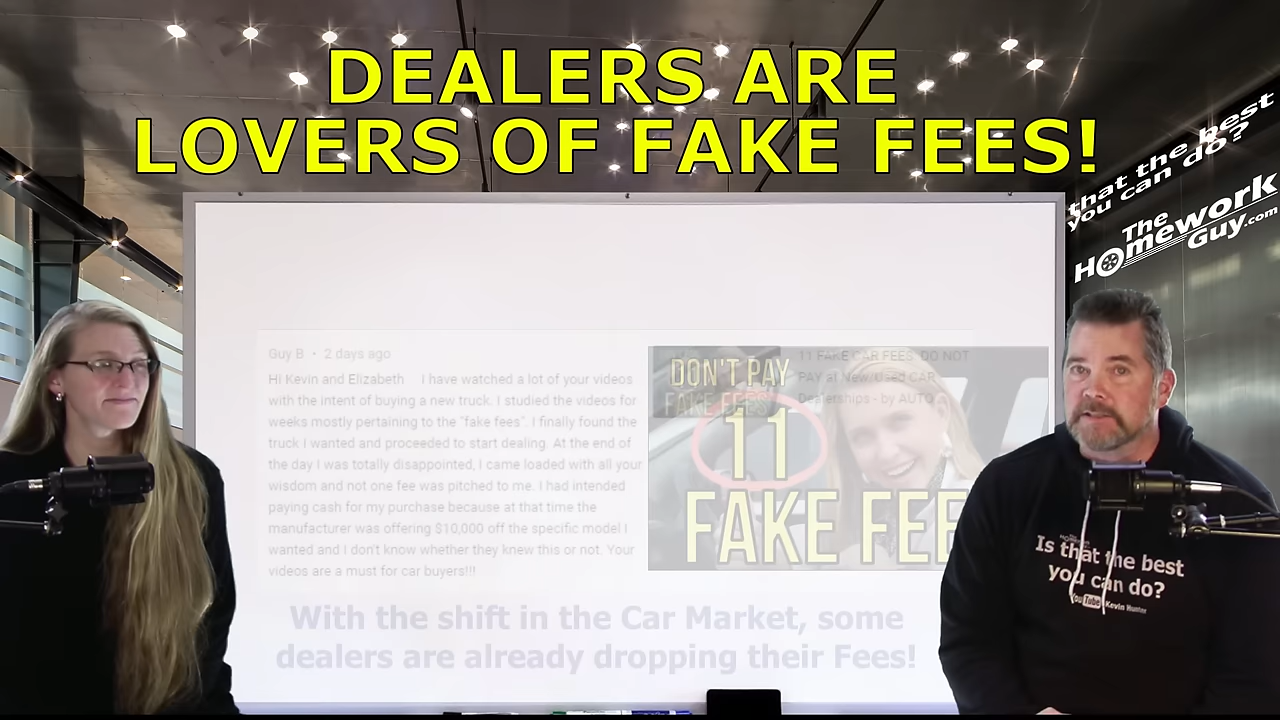 DEALERS ARE
LOVERS OF FAKE FEES!
that the best
you can do?
The
Homework
Guy.com
Guy B • 2 days ago
Hi Kevin and Elizabeth I have watched a lot of your videos
with the intent of buying a new truck. I studied the videos for
weeks mostly pertaining to the "fake fees". I finally found the
truck I wanted and proceeded to start dealing. At the end of
the day I was totally disappointed, I came loaded with all your
wisdom and not one fee was pitched to me. I had intended
paying cash for my purchase because at that time the
manufacturer was offering $10,000 off the specific model I
wanted and I don't know whether they knew this or not. Your
videos are a must for car buyers!!!
DON'T PAY
FAKE FEES!
11
FAKE FEE
11 FAKE CAR FEES, DO NOT
PAY at New/Used CAR
Dealerships - by AUTO
With the shift in the Car Market, some
dealers are already dropping their Fees!
Is that the best
you can do?
YouTube Kevin Hunter